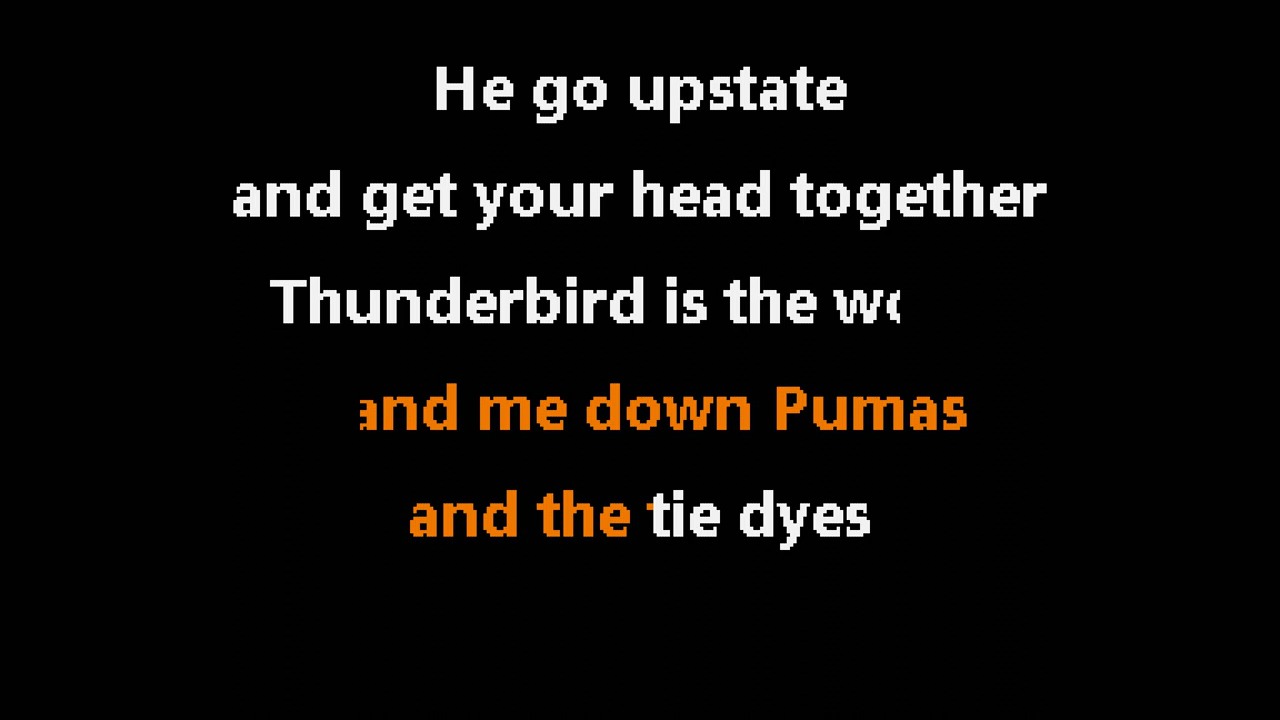 He go upstate
and get your head together
Thunderbird is the
and me down Pumas
and the tie dyes